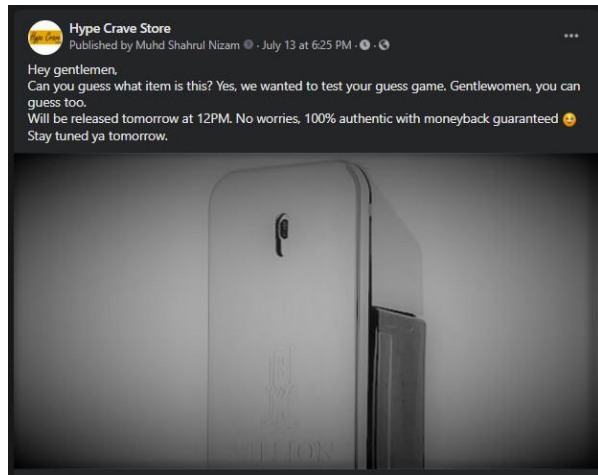 Hype Crave Store
Published by Muhd Shahrul Nizam · July 13 at 6:25 PM ·
Hey gentlemen,
Can you guess what item is this? Yes, we wanted to test your guess game. Gentlewomen, you can
guess too.
Will be released tomorrow at 12PM. No worries, 100% authentic with moneyback guaranteed 😉
Stay tuned ya tomorrow.